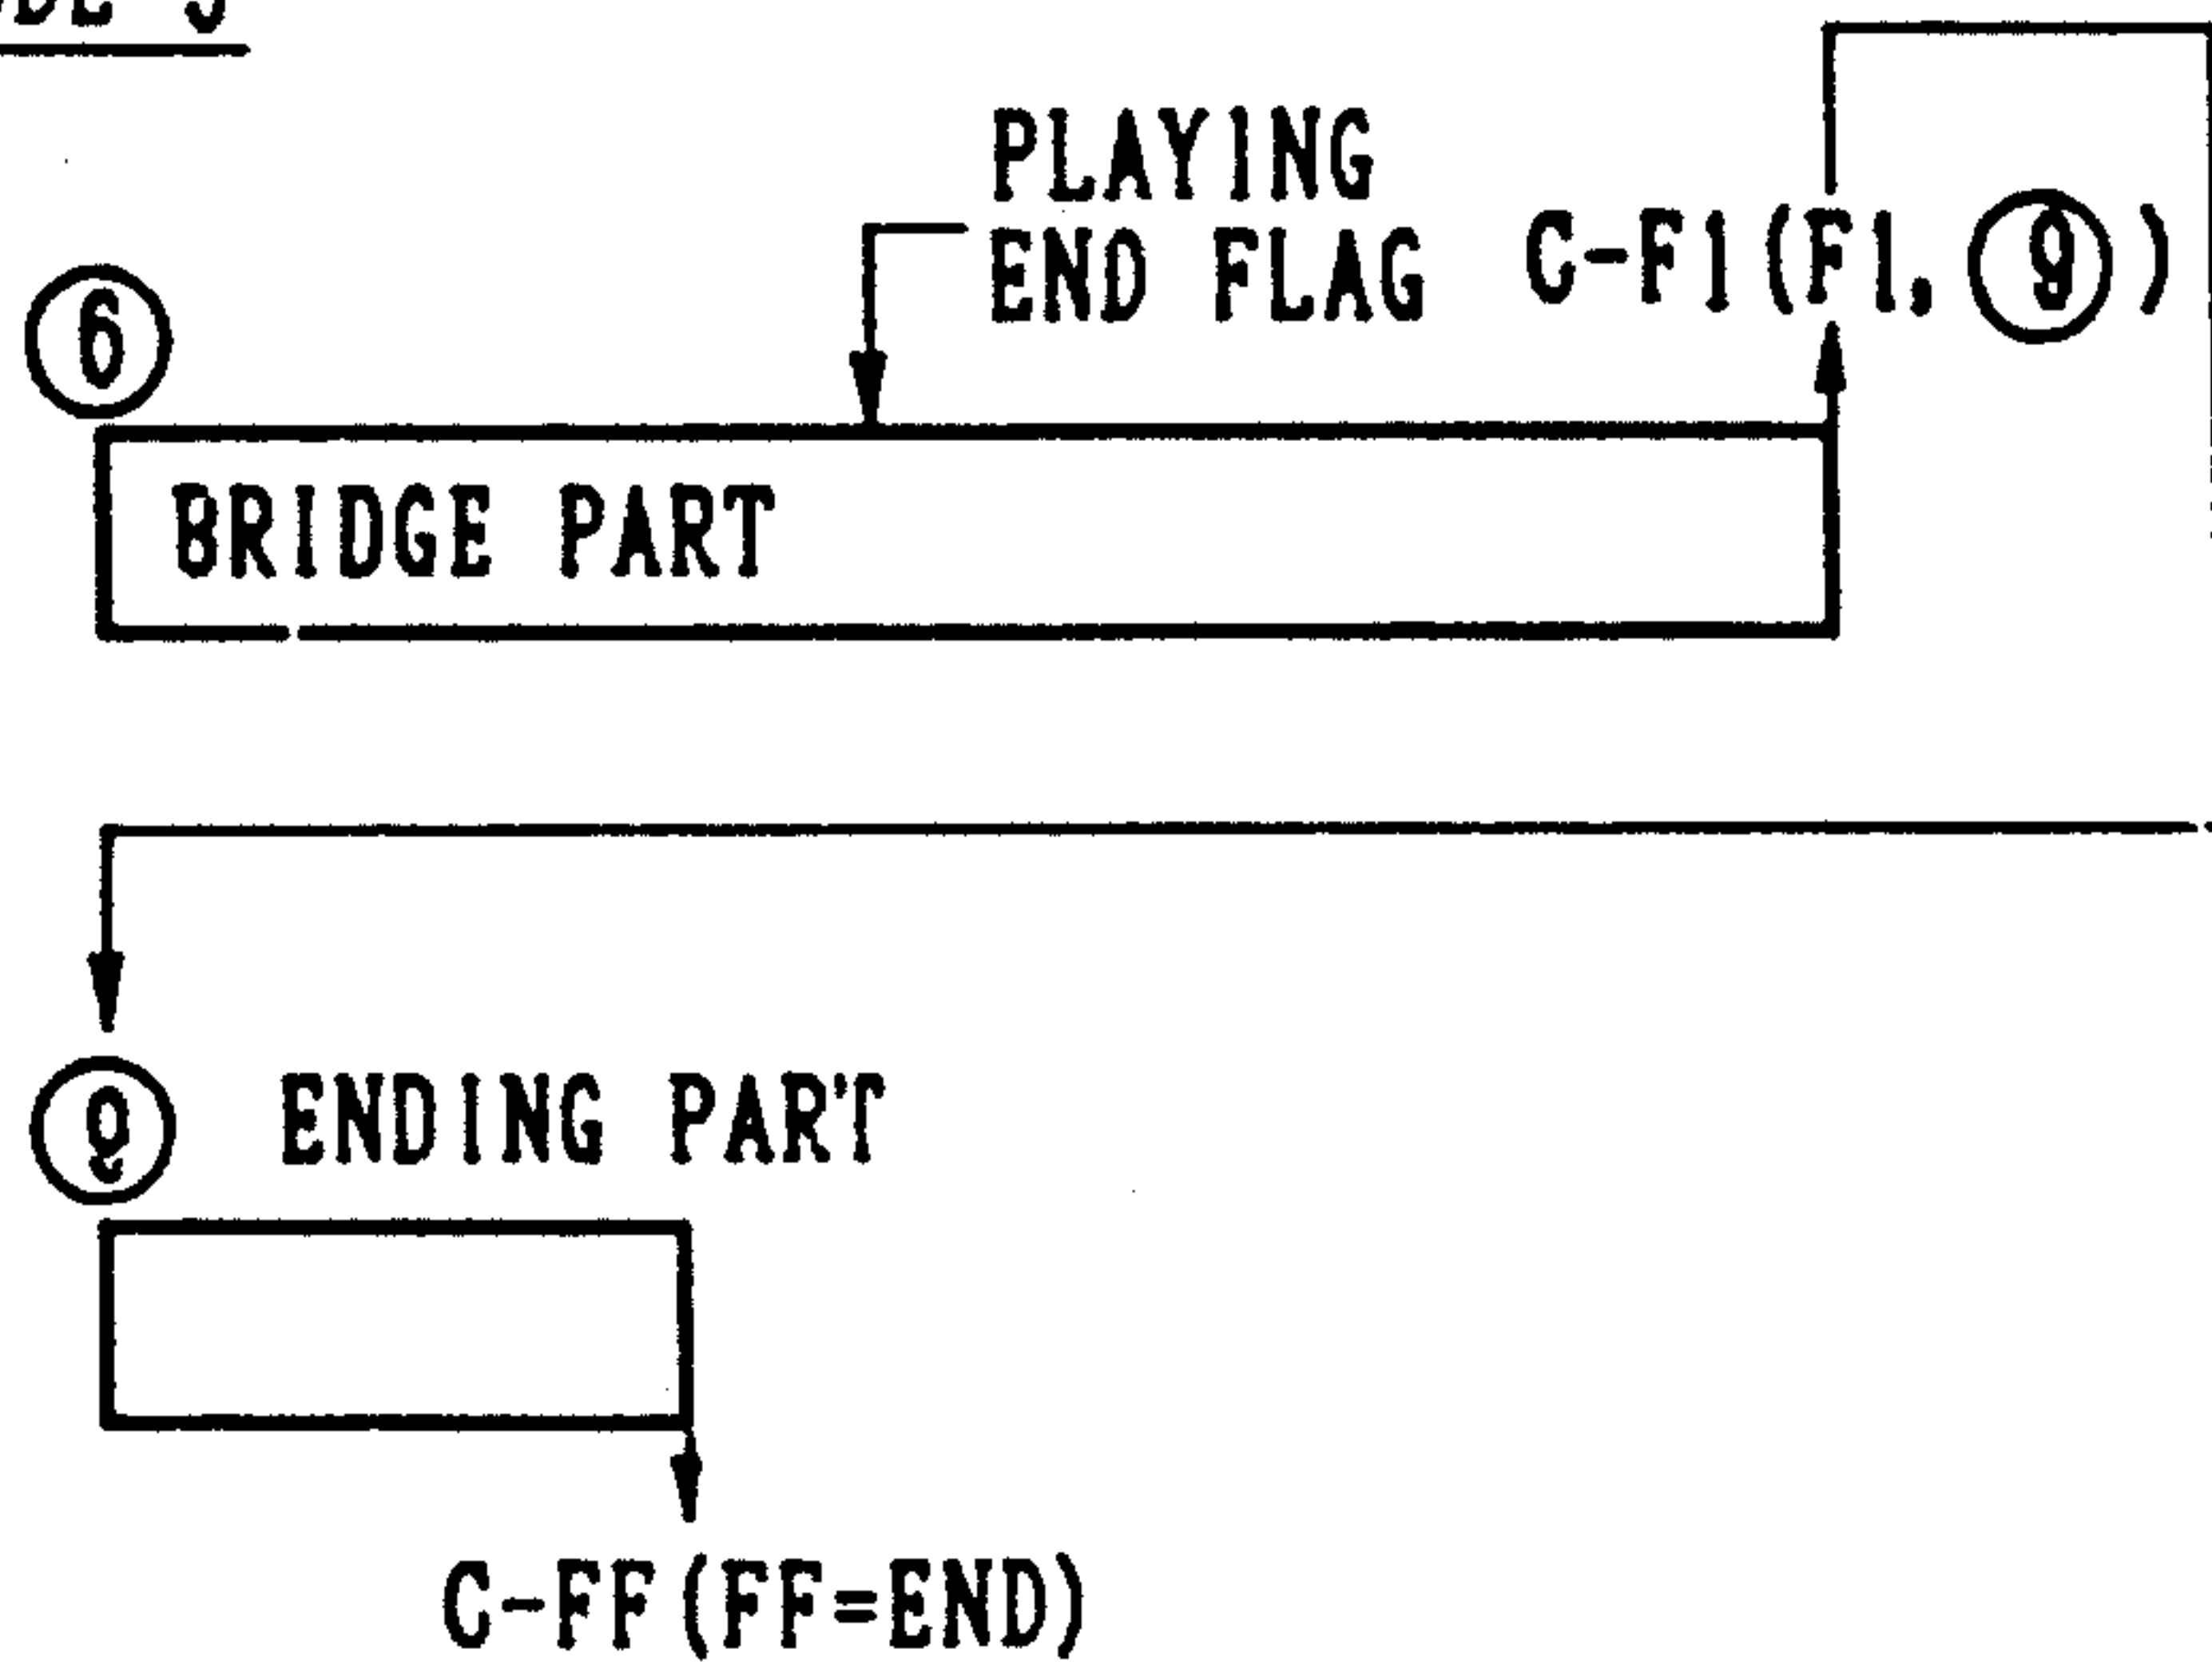 PLAYING
END FLAG
C-F1(F1, 9)
6
BRIDGE PART
9
ENDING PART
C-FF(FF=END)